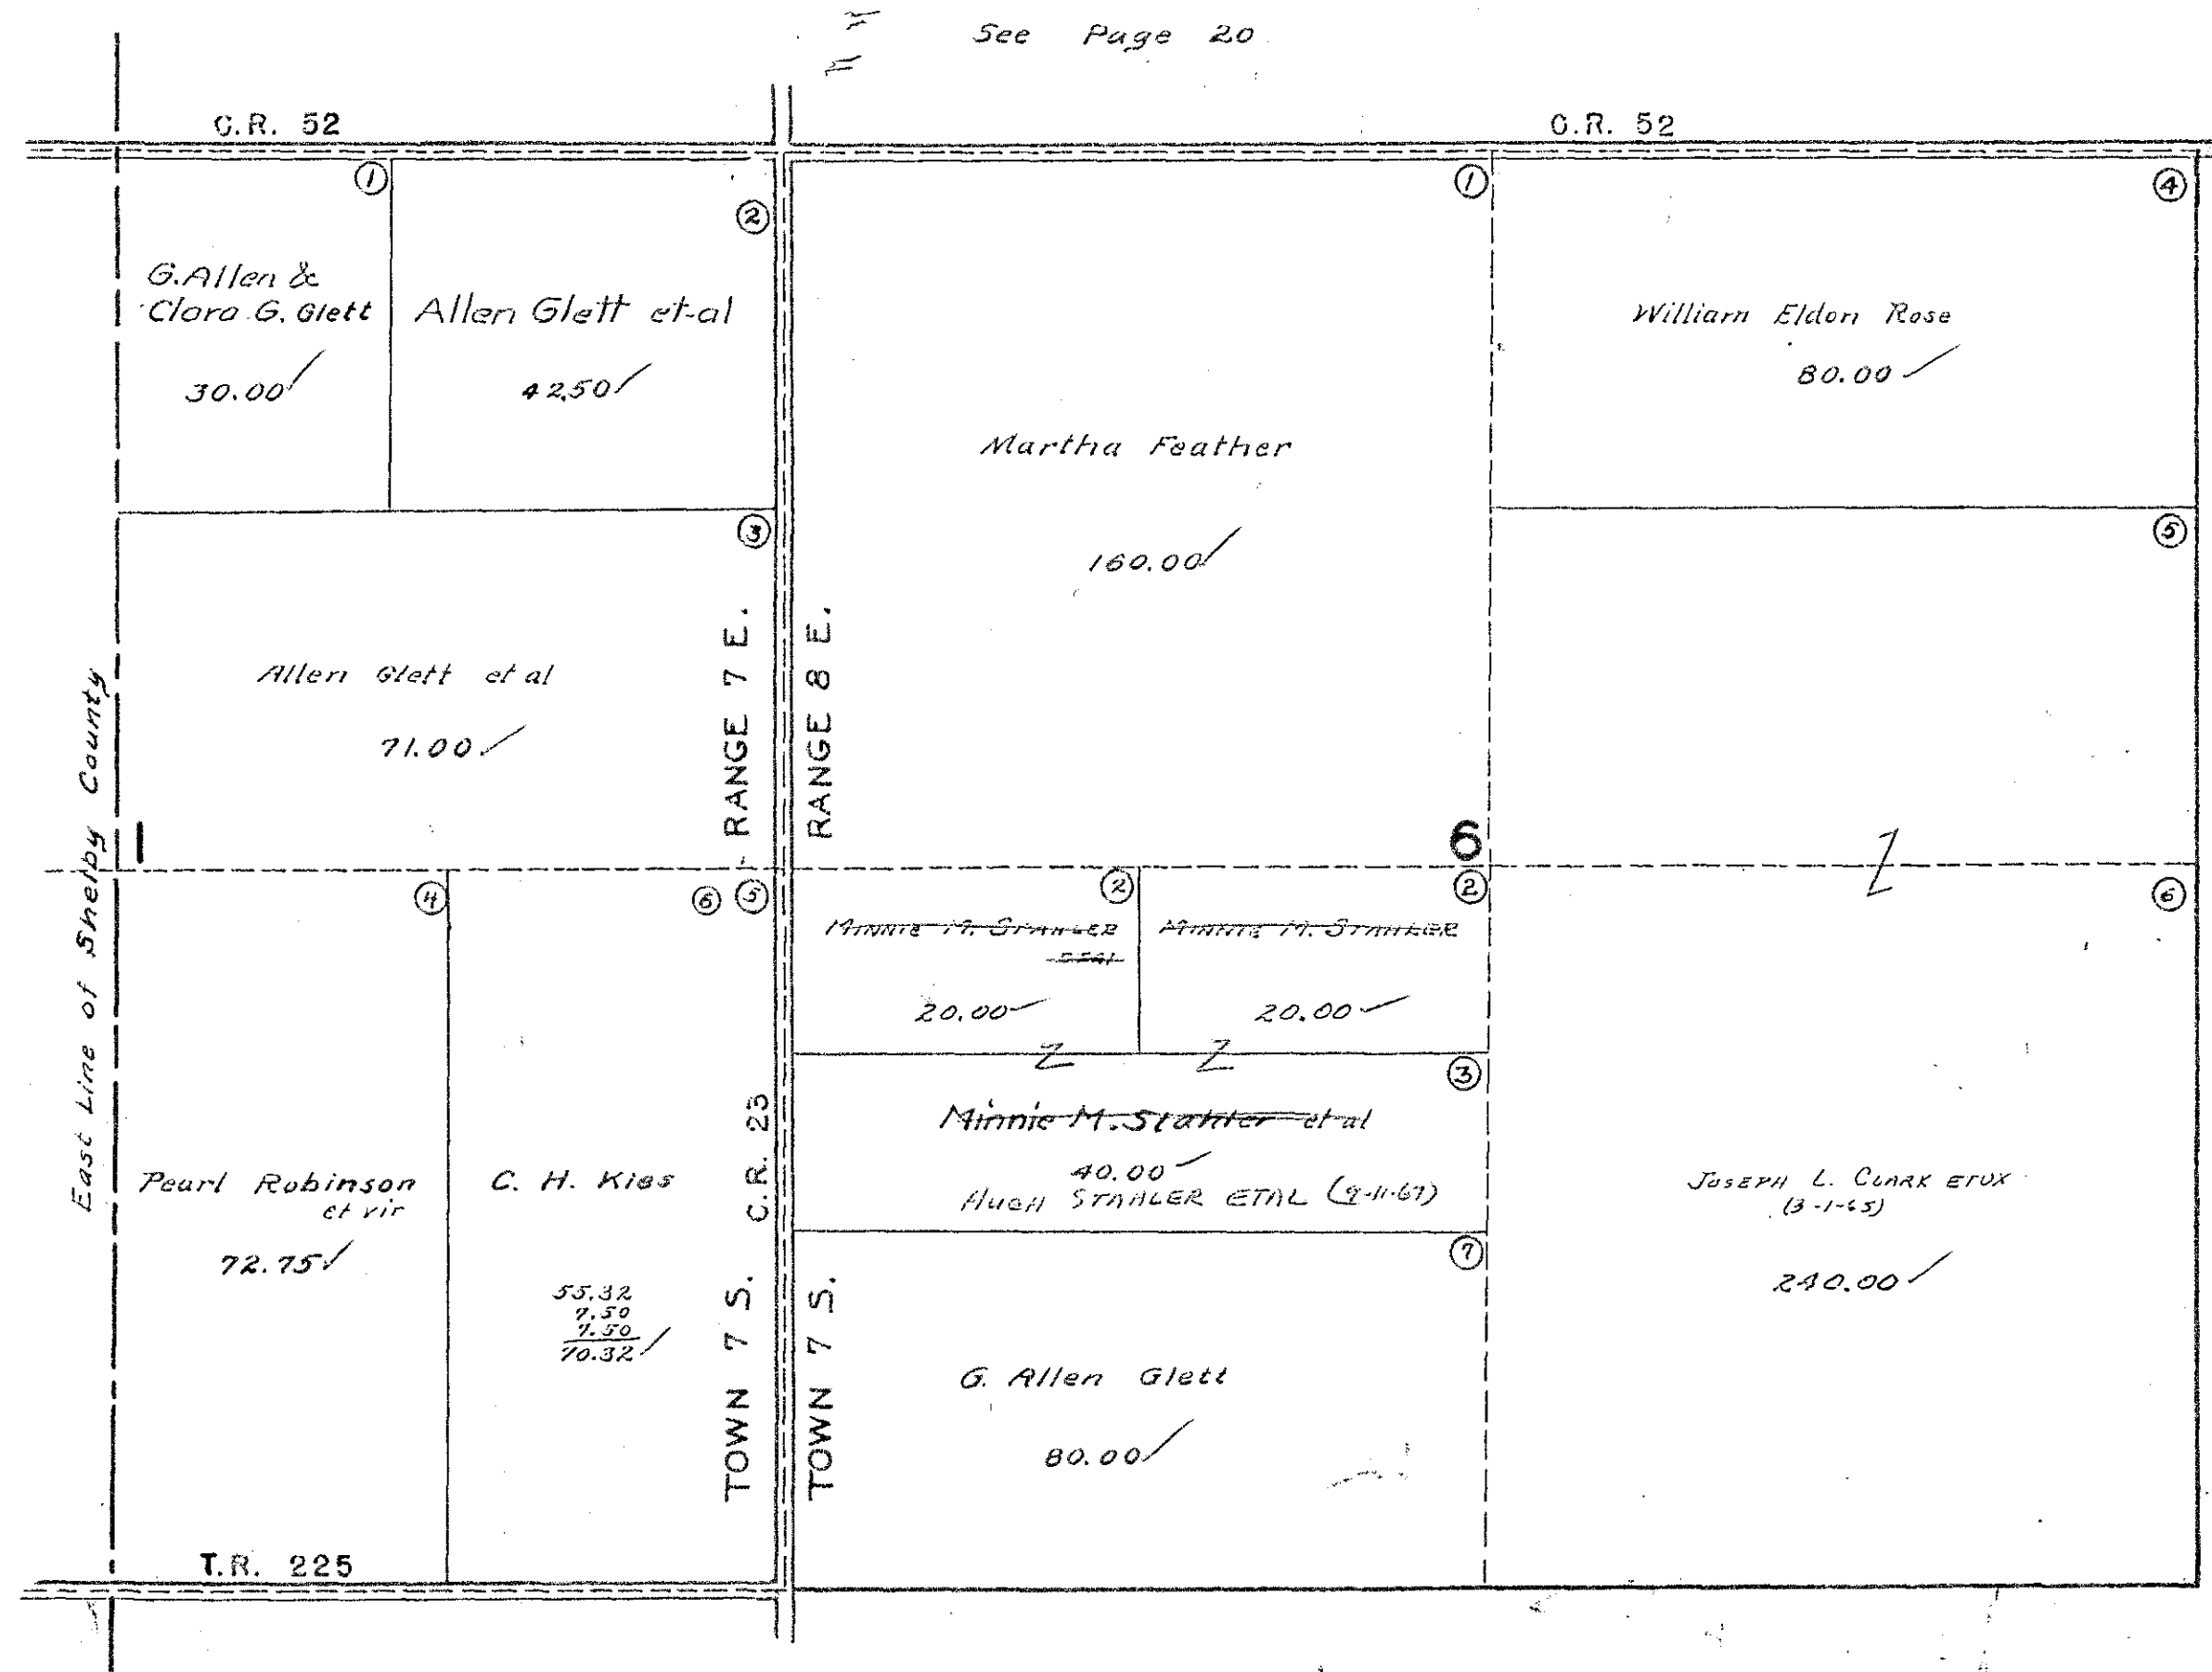 See Page 20
C.R. 52
C.R. 52
1
2
1
4
G. Allen &
Clara G. Glett
30.00
Allen Glett et-al
42.50
Martha Feather
160.00
William Eldon Rose
80.00
3
5
Allen Glett et al
71.00
RANGE 7 E.
RANGE 8 E.
East Line of Shelby County
1
6
4
6
5
2
2
6
MINNIE M. STAHLER
ETAL
20.00
MINNIE M. STAHLER
20.00
3
Minnie M. Stahler et al
40.00
HUGH STAHLER ETAL (9-11-67)
C.R. 23
Pearl Robinson
et vir
72.75
C. H. Kies
55.32
7.50
7.50
70.32
JOSEPH L. CLARK ETUX
(3-1-65)
240.00
7
TOWN 7 S.
TOWN 7 S.
G. Allen Glett
80.00
T.R. 225